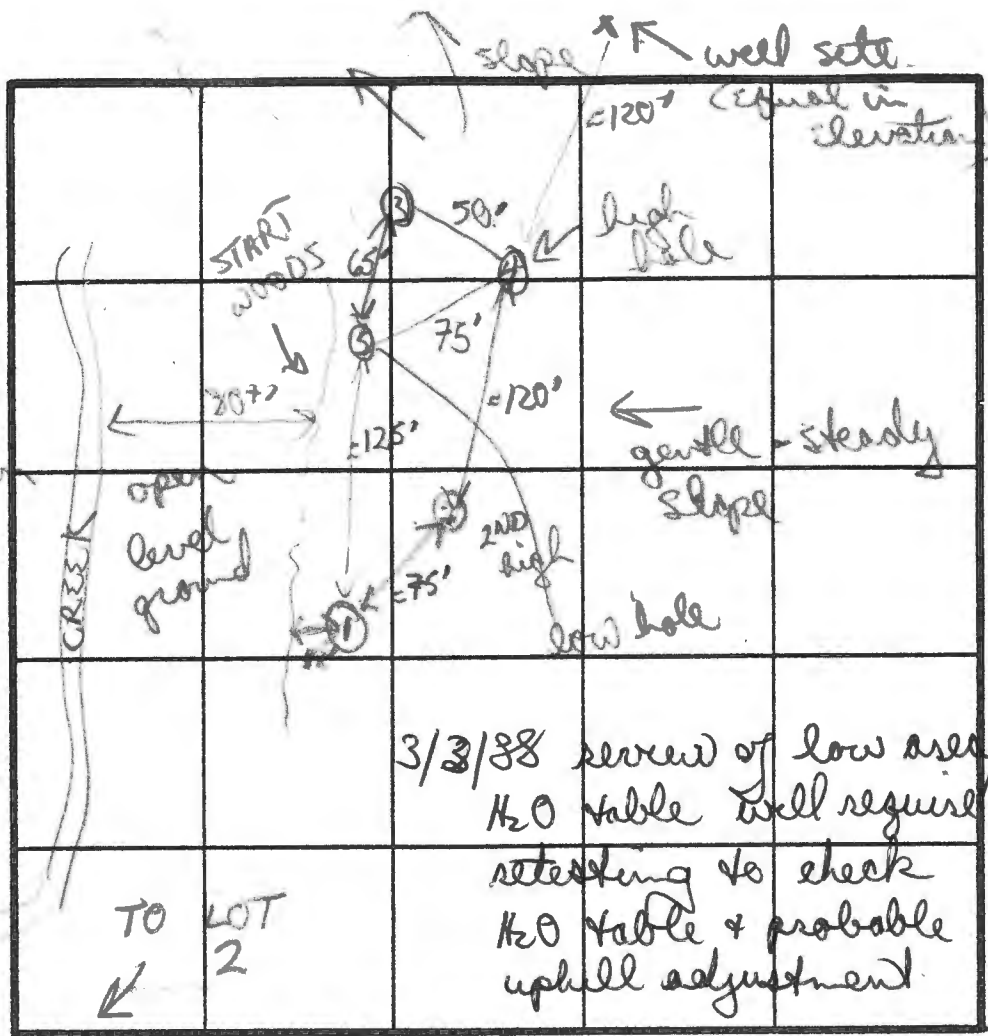 slope
well site.
(equal in
elevation)
≈120'
3
50'
high
hole
4
65'
START
WOODS
5
75'
≈120'
≈125'
gentle - steady
slope
open
level
ground
CREEK
2ND
high
≈75'
1
low hole
3/3/88 review of low area
H2O table will require
retesting to check
H2O table & probable
uphill adjustment
TO LOT
2